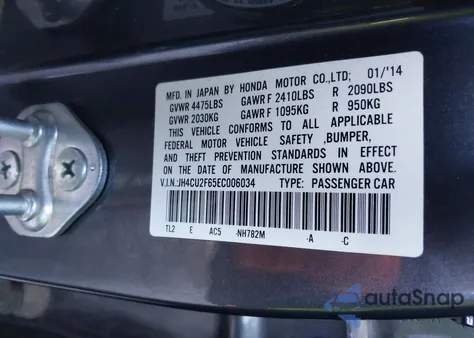 MFD. IN JAPAN BY HONDA MOTOR CO.,LTD; 01/'14
GVWR 4475LBS GAWR F 2410LBS R 2090LBS
GVWR 2030KG GAWR F 1095KG R 950KG
THIS VEHICLE CONFORMS TO ALL APPLICABLE
FEDERAL MOTOR VEHICLE SAFETY ,BUMPER,
AND THEFT PREVENTION STANDARDS IN EFFECT
ON THE DATE OF MANUFACTURE SHOWN ABOVE.
V.I.N.:JH4CU2F65EC006034 TYPE: PASSENGER CAR
TL2 E AC5 -NH782M -A -C
autoSnap